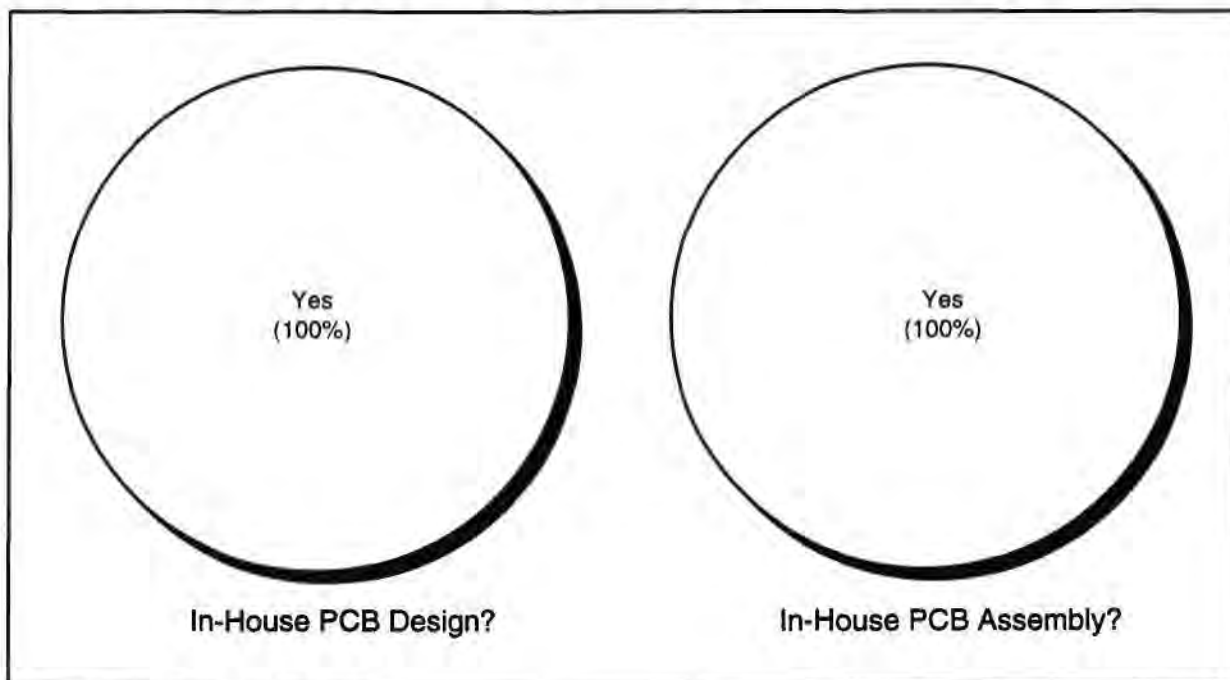 Yes
(100%)
In-House PCB Design?
Yes
(100%)
In-House PCB Assembly?